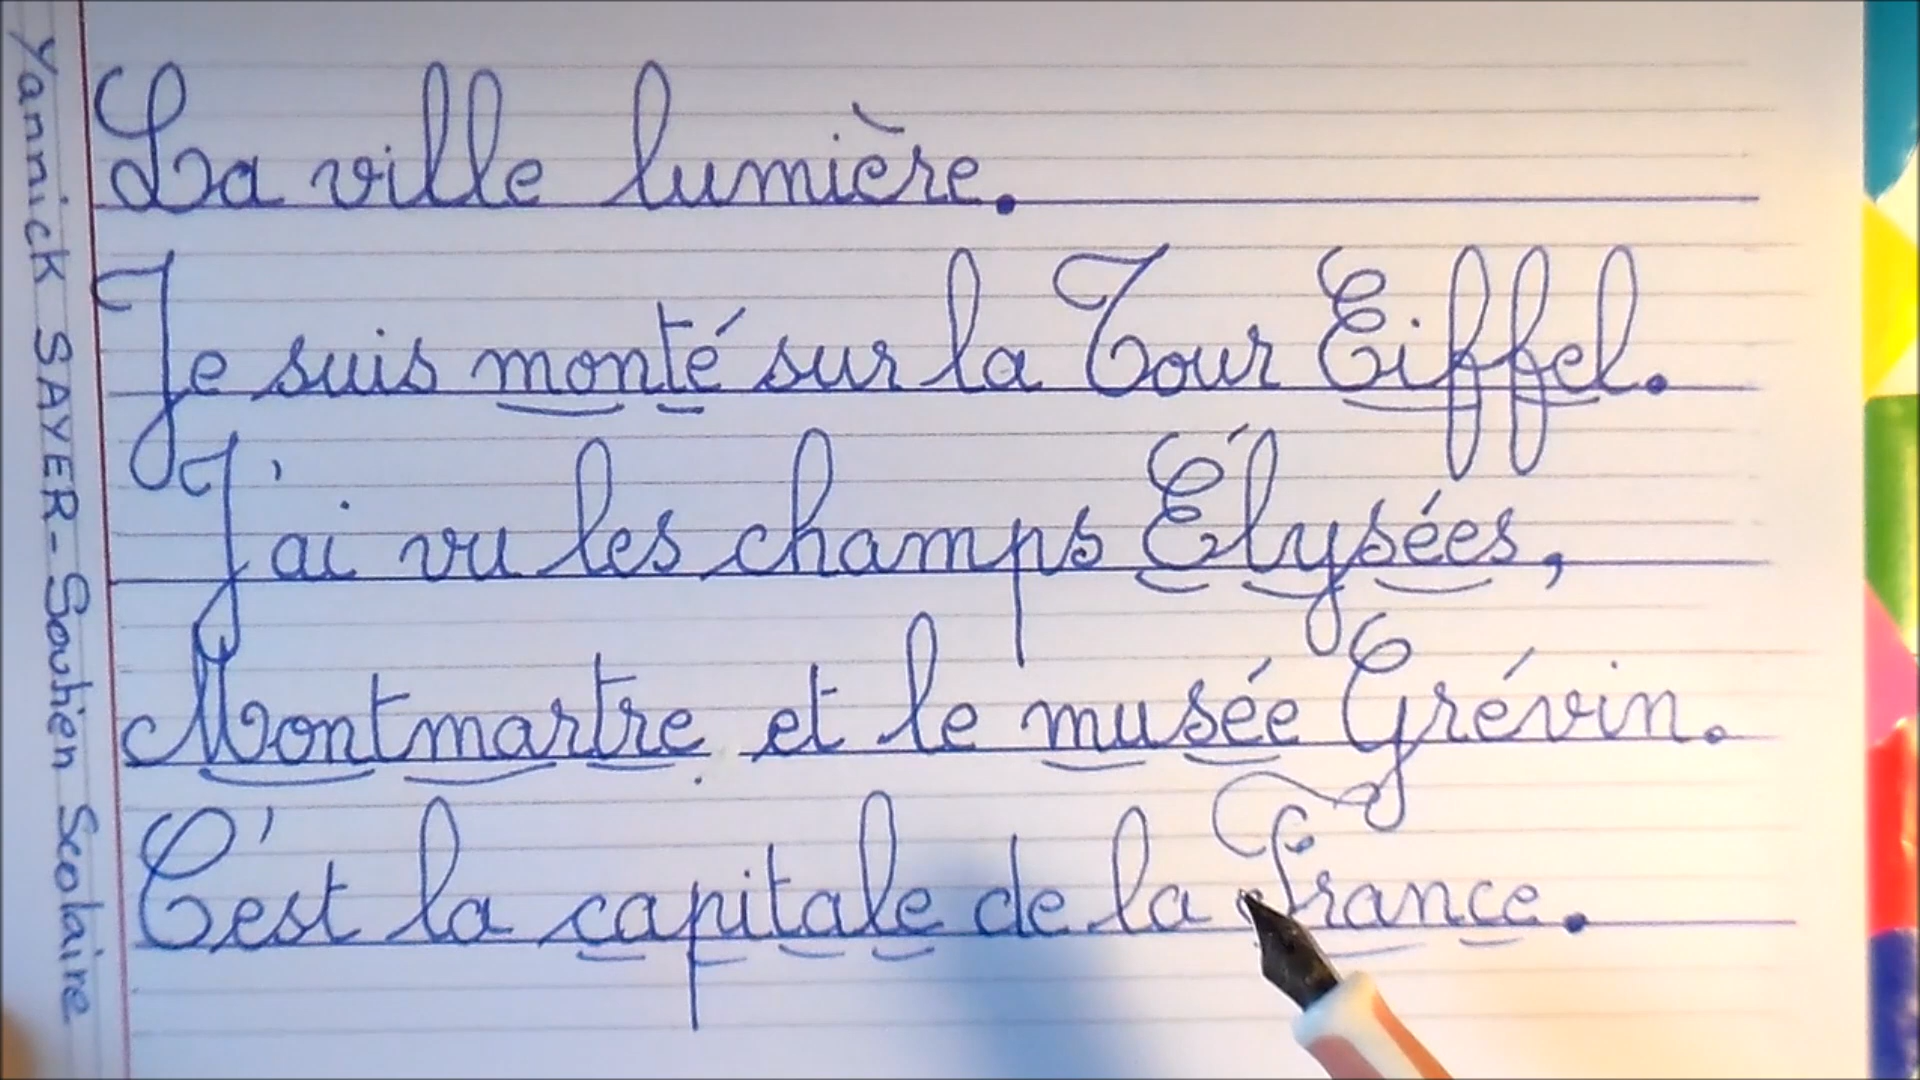 La ville lumière.
Je suis monté sur la Tour Eiffel.
J'ai vu les champs Élysées,
Montmartre et le musée Grévin.
C'est la capitale de la France.
Yannick SAYER-Soutien Scolaire